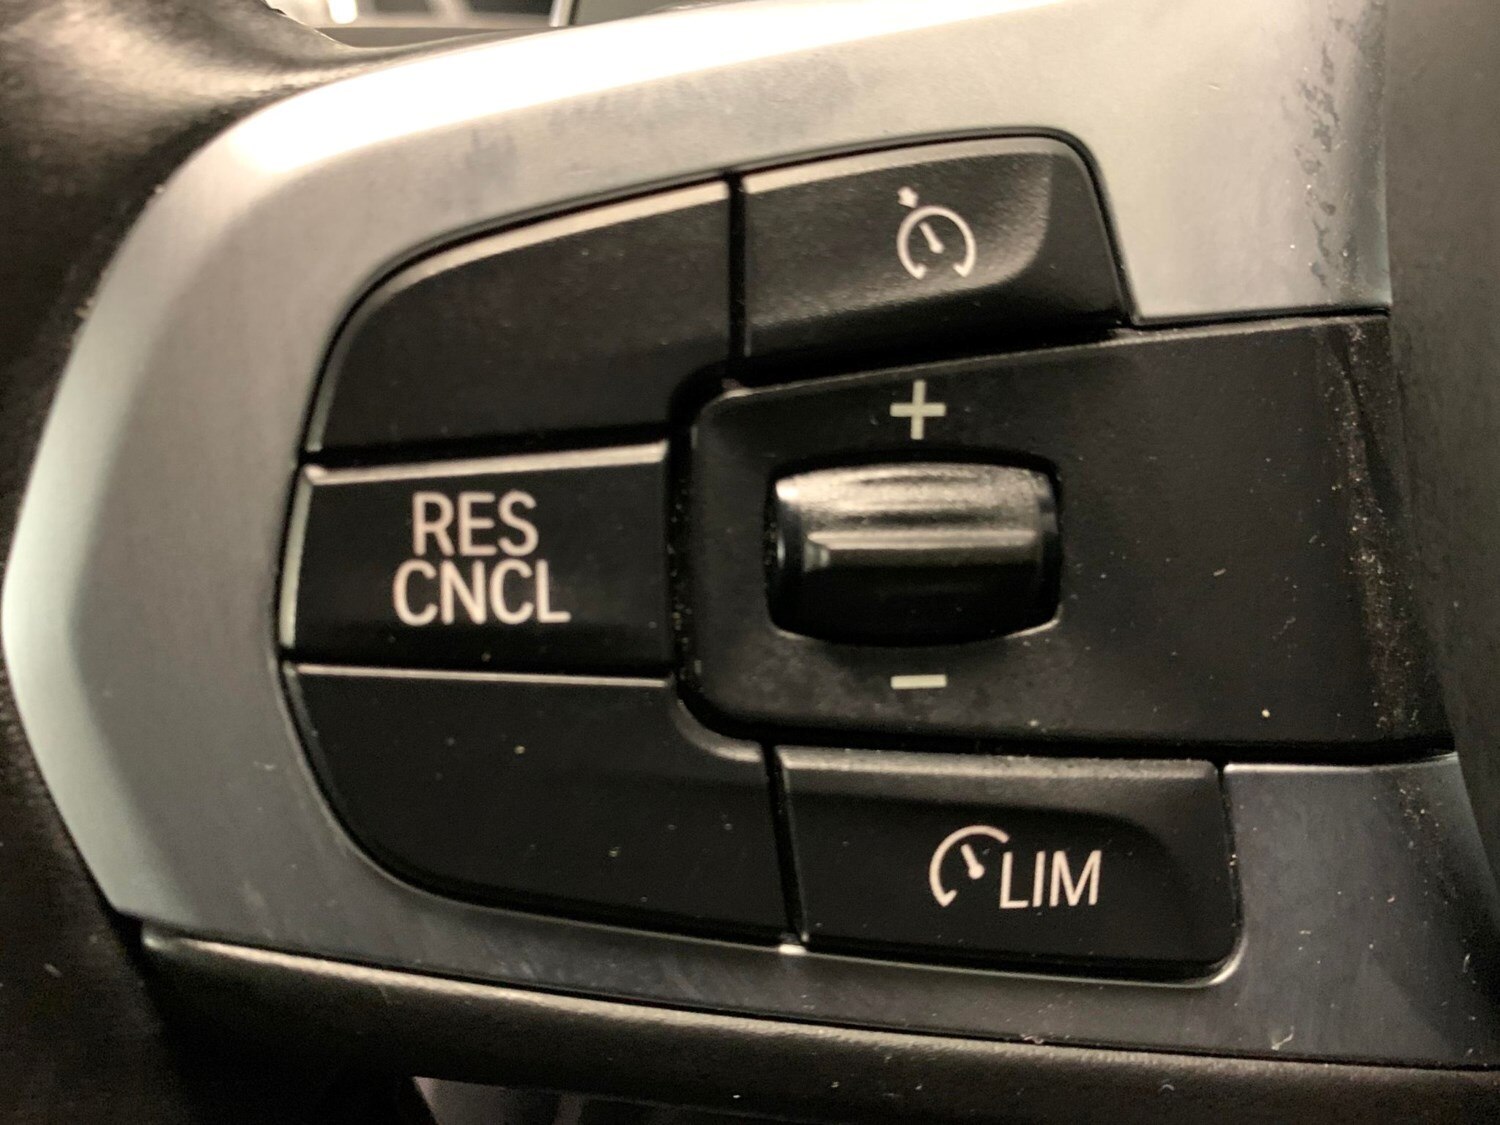 +
RES
CNCL
−
LIM